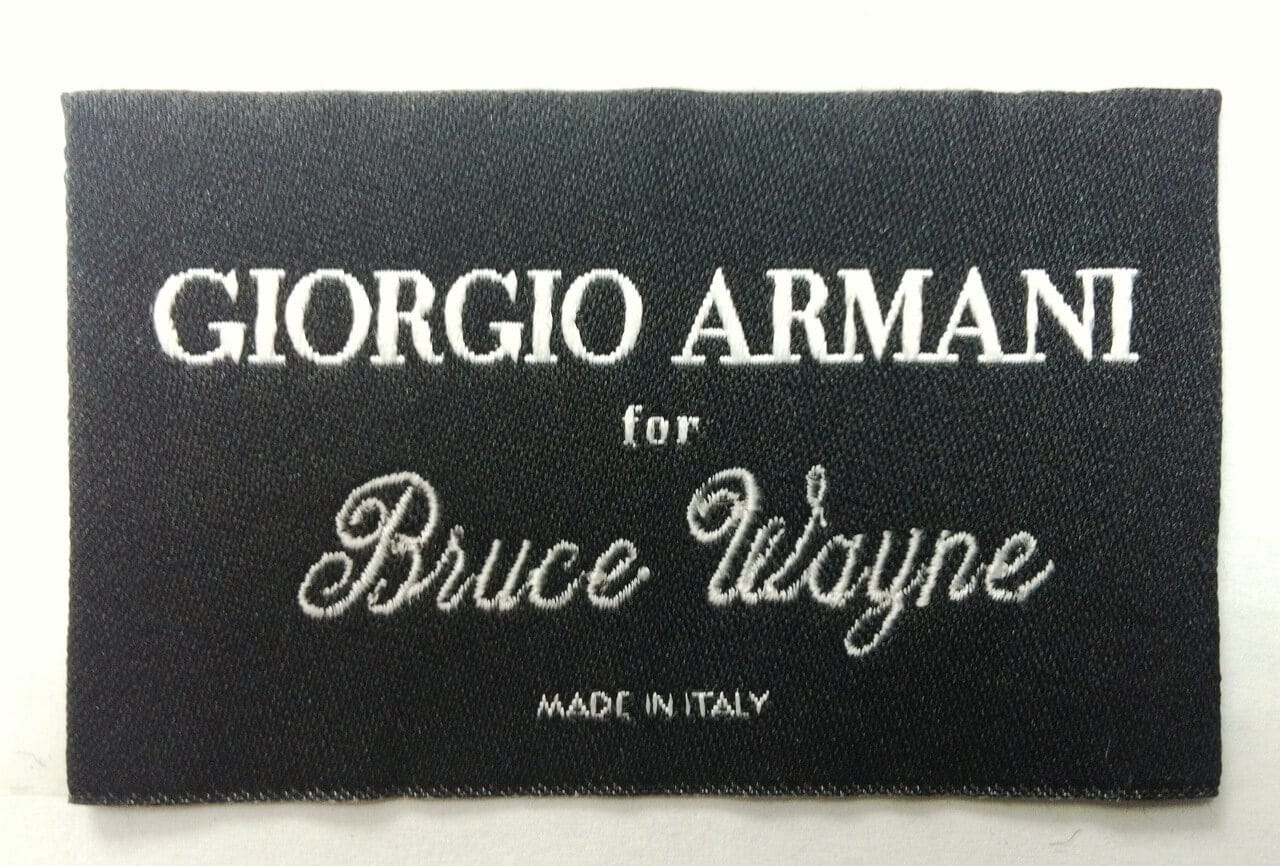 GIORGIO ARMANI
for
Bruce Wayne
MADE IN ITALY